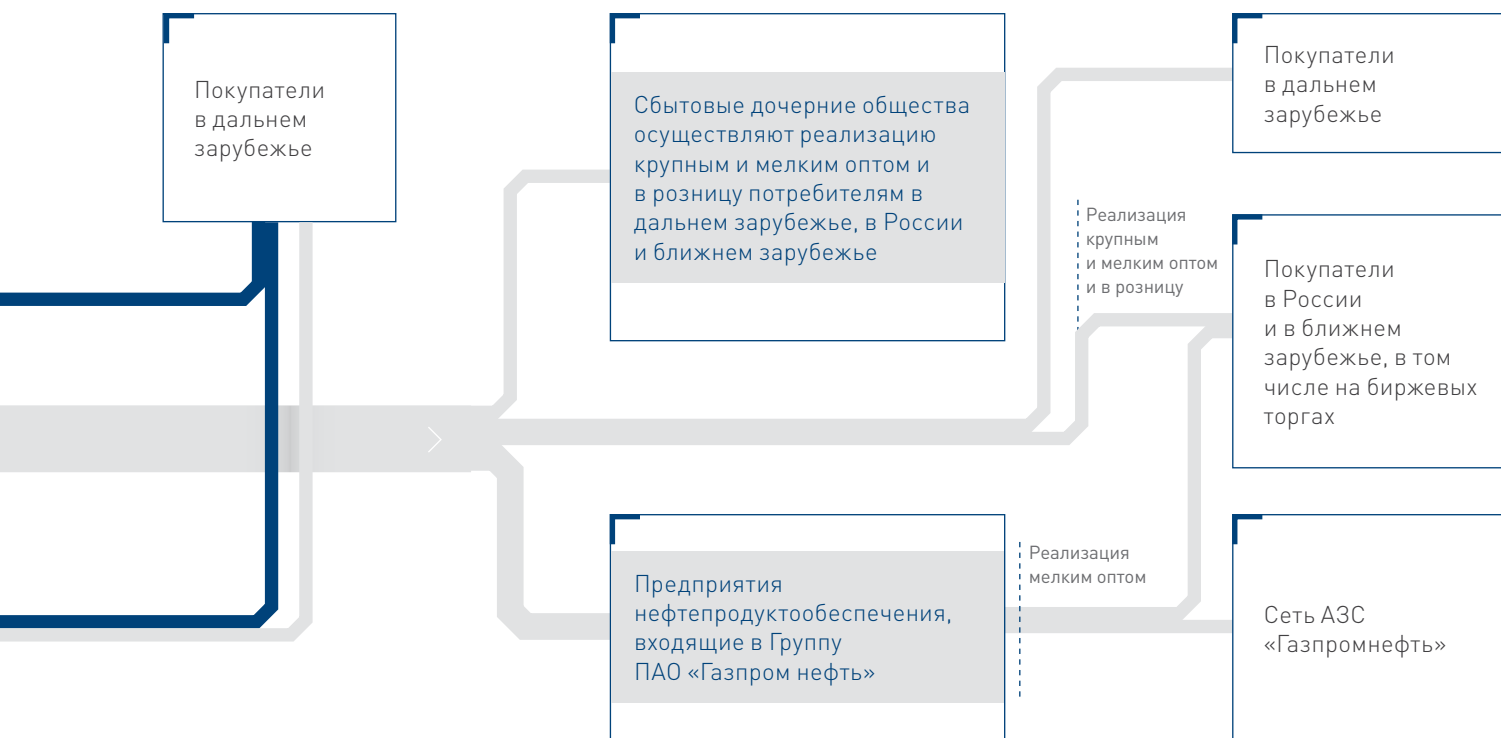 Покупатели
в дальнем
зарубежье
Сбытовые дочерние общества
осуществляют реализацию
крупным и мелким оптом и
в розницу потребителям в
дальнем зарубежье, в России
и ближнем зарубежье
Покупатели
в дальнем
зарубежье
Реализация
крупным
и мелким оптом
и в розницу
Покупатели
в России
и в ближнем
зарубежье, в том
числе на биржевых
торгах
Предприятия
нефтепродуктообеспечения,
входящие в Группу
ПАО «Газпром нефть»
Реализация
мелким оптом
Сеть АЗС
«Газпромнефть»